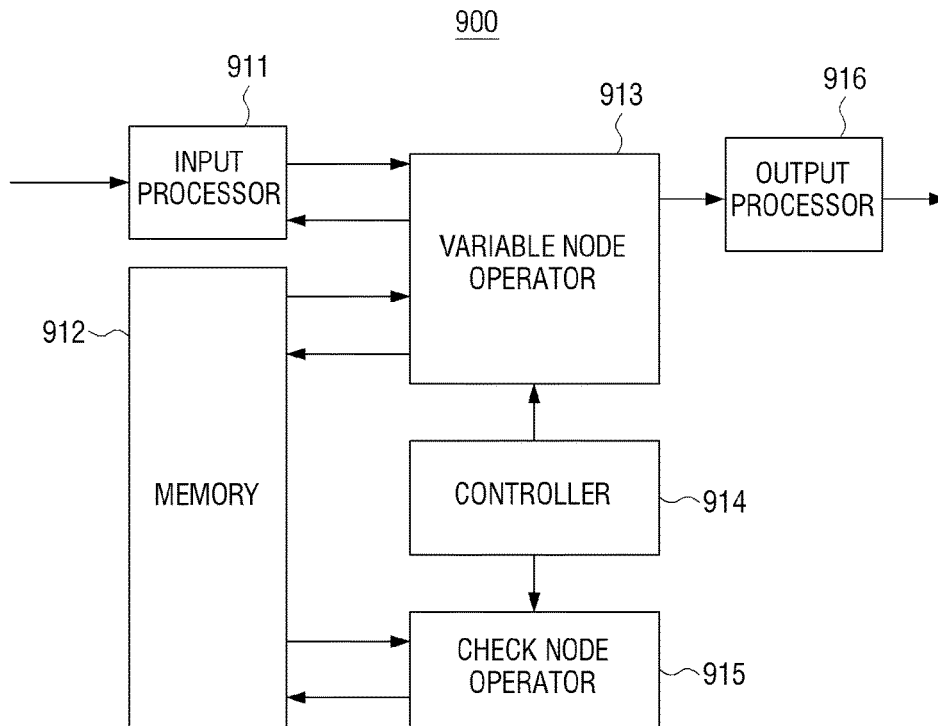 900
911
INPUT
PROCESSOR
913
VARIABLE NODE
OPERATOR
916
OUTPUT
PROCESSOR
912
MEMORY
CONTROLLER
914
CHECK NODE
OPERATOR
915